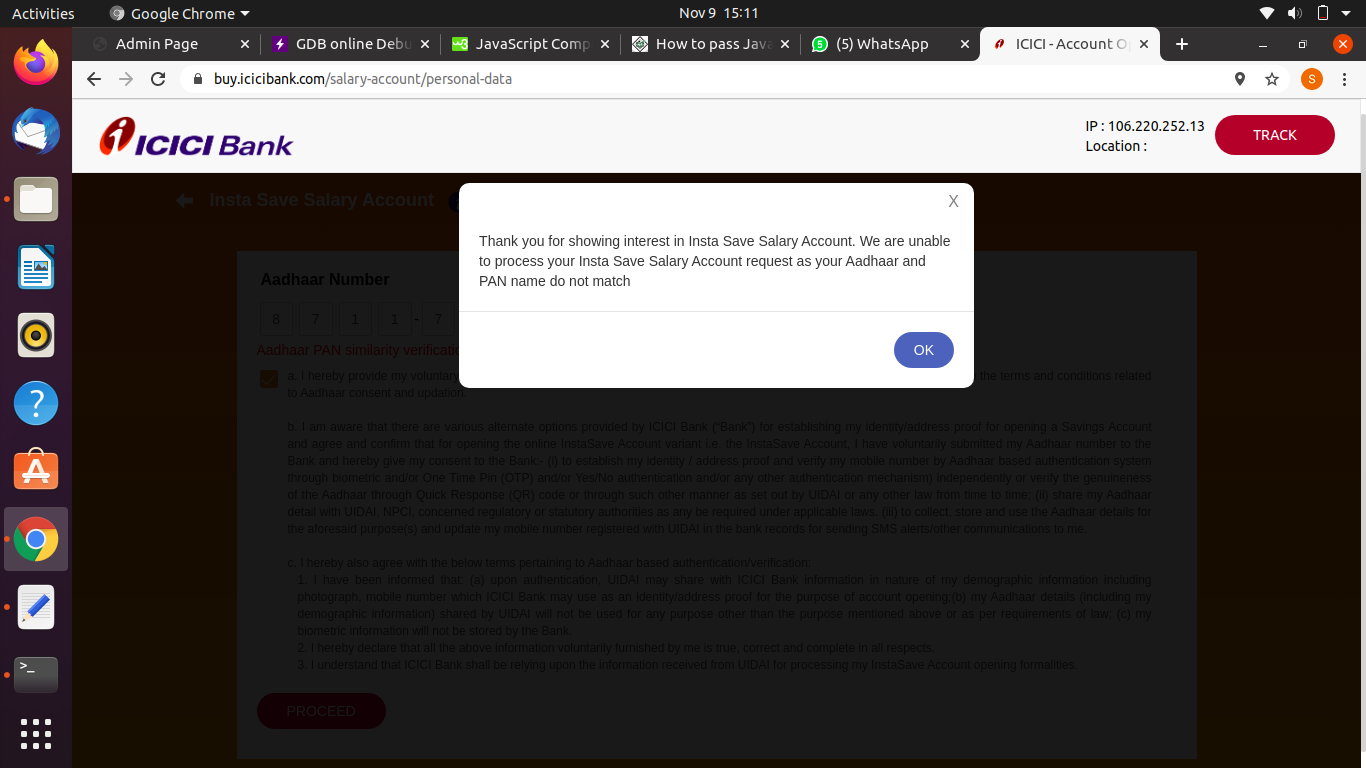 Activities
Google Chrome
Nov 9 15:11
Admin Page
GDB online Debu
JavaScript Comp
How to pass Java
(5) WhatsApp
ICICI - Account O
buy.icicibank.com/salary-account/personal-data
S
ICICI Bank
IP : 106.220.252.13
Location :
TRACK
Insta Save Salary Account
X
Thank you for showing interest in Insta Save Salary Account. We are unable
to process your Insta Save Salary Account request as your Aadhaar and
PAN name do not match
OK
Aadhaar Number
8 7 1 1 - 7
Aadhaar PAN similarity verificatio
a. I hereby provide my voluntary
the terms and conditions related
to Aadhaar consent and updation.
b. I am aware that there are various alternate options provided by ICICI Bank ("Bank") for establishing my identity/address proof for opening a Savings Account
and agree and confirm that for opening the online InstaSave Account variant i.e. the InstaSave Account, I have voluntarily submitted my Aadhaar number to the
Bank and hereby give my consent to the Bank:- (i) to establish my identity / address proof and verify my mobile number by Aadhaar based authentication system
through biometric and/or One Time Pin (OTP) and/or Yes/No authentication and/or any other authentication mechanism) independently or verify the genuineness
of the Aadhaar through Quick Response (QR) code or through such other manner as set out by UIDAI or any other law from time to time; (ii) share my Aadhaar
detail with UIDAI, NPCI, concerned regulatory or statutory authorities as any be required under applicable laws. (iii) to collect, store and use the Aadhaar details for
the aforesaid purpose(s) and update my mobile number registered with UIDAI in the bank records for sending SMS alerts/other communications to me.
c. I hereby also agree with the below terms pertaining to Aadhaar based authentication/verification:
1. I have been informed that: (a) upon authentication, UIDAI may share with ICICI Bank information in nature of my demographic information including
photograph, mobile number which ICICI Bank may use as an identity/address proof for the purpose of account opening;(b) my Aadhaar details (including my
demographic information) shared by UIDAI will not be used for any purpose other than the purpose mentioned above or as per requirements of law; (c) my
biometric information will not be stored by the Bank.
2. I hereby declare that all the above information voluntarily furnished by me is true, correct and complete in all respects.
3. I understand that ICICI Bank shall be relying upon the information received from UIDAI for processing my InstaSave Account opening formalities.
PROCEED